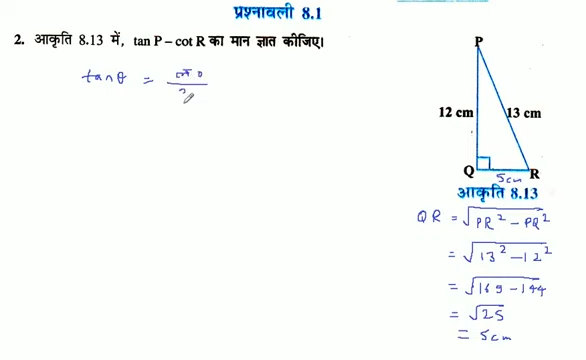 प्रश्नावली 8.1
2. आकृति 8.13 में, tan P – cot R का मान ज्ञात कीजिए।
tanθ = लं०
P
12 cm
13 cm
Q
5cm
R
आकृति 8.13
QR = √PR² – PQ²
= √13² – 12²
= √169 – 144
= √25
= 5cm